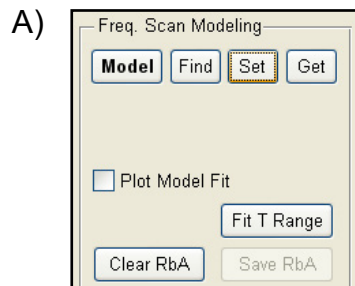 A)
Freq. Scan Modeling
Model Find Set Get
Plot Model Fit
Fit T Range
Clear RbA Save RbA